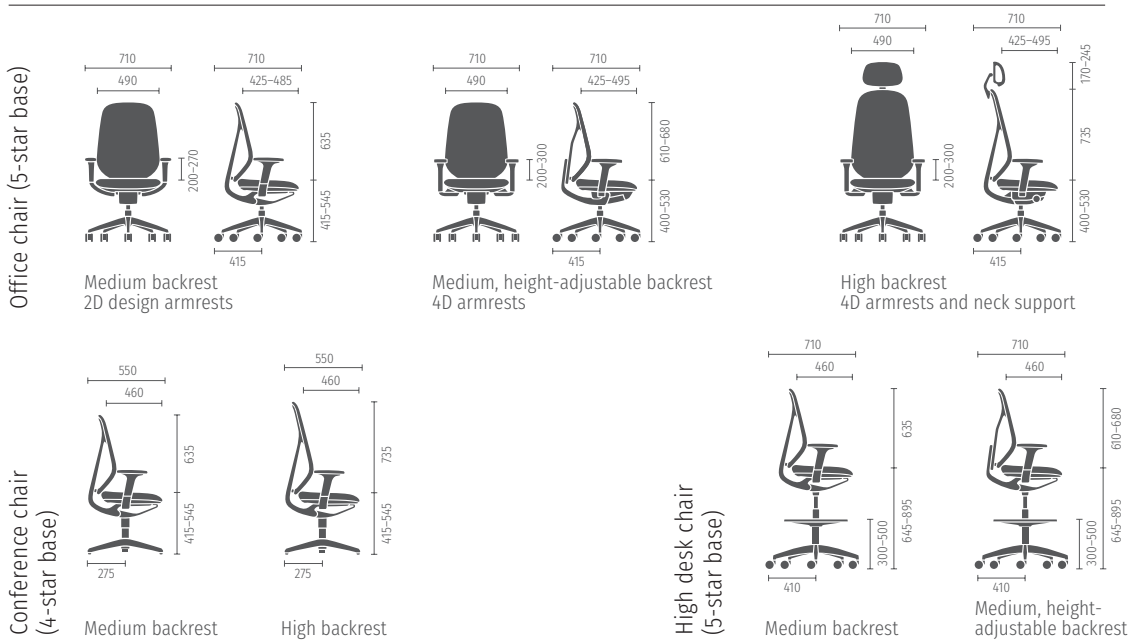 Office chair (5-star base)
710
490
200–270
710
425–485
635
415–545
415
Medium backrest
2D design armrests
710
490
200–300
710
425–495
610–680
400–530
415
Medium, height-adjustable backrest
4D armrests
710
490
200–300
710
425–495
170–245
735
400–530
415
High backrest
4D armrests and neck support
Conference chair
(4-star base)
550
460
635
415–545
275
Medium backrest
550
460
735
415–545
275
High backrest
High desk chair
(5-star base)
710
460
635
645–895
300–500
410
Medium backrest
710
460
610–680
645–895
300–500
410
Medium, height-
adjustable backrest